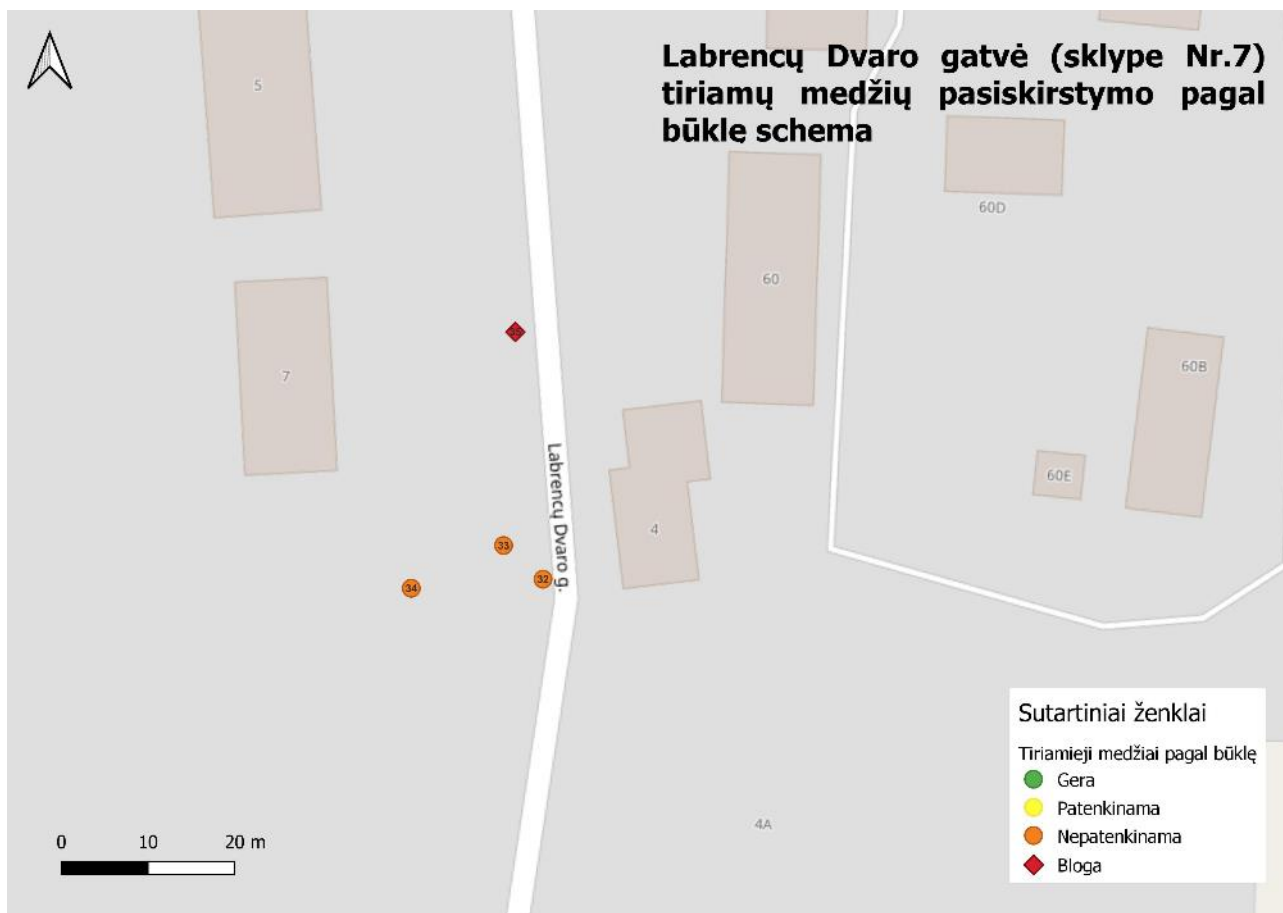 Labrencų Dvaro gatvė (sklype Nr.7)
tiriamų medžių pasiskirstymo pagal
būklę schema
5
60D
60
7
60B
60E
Labrencų Dvaro g.
4
33
32
34
4A
Sutartiniai ženklai
Tiriamieji medžiai pagal būklę
Gera
Patenkinama
Nepatenkinama
Bloga
0 10 20 m